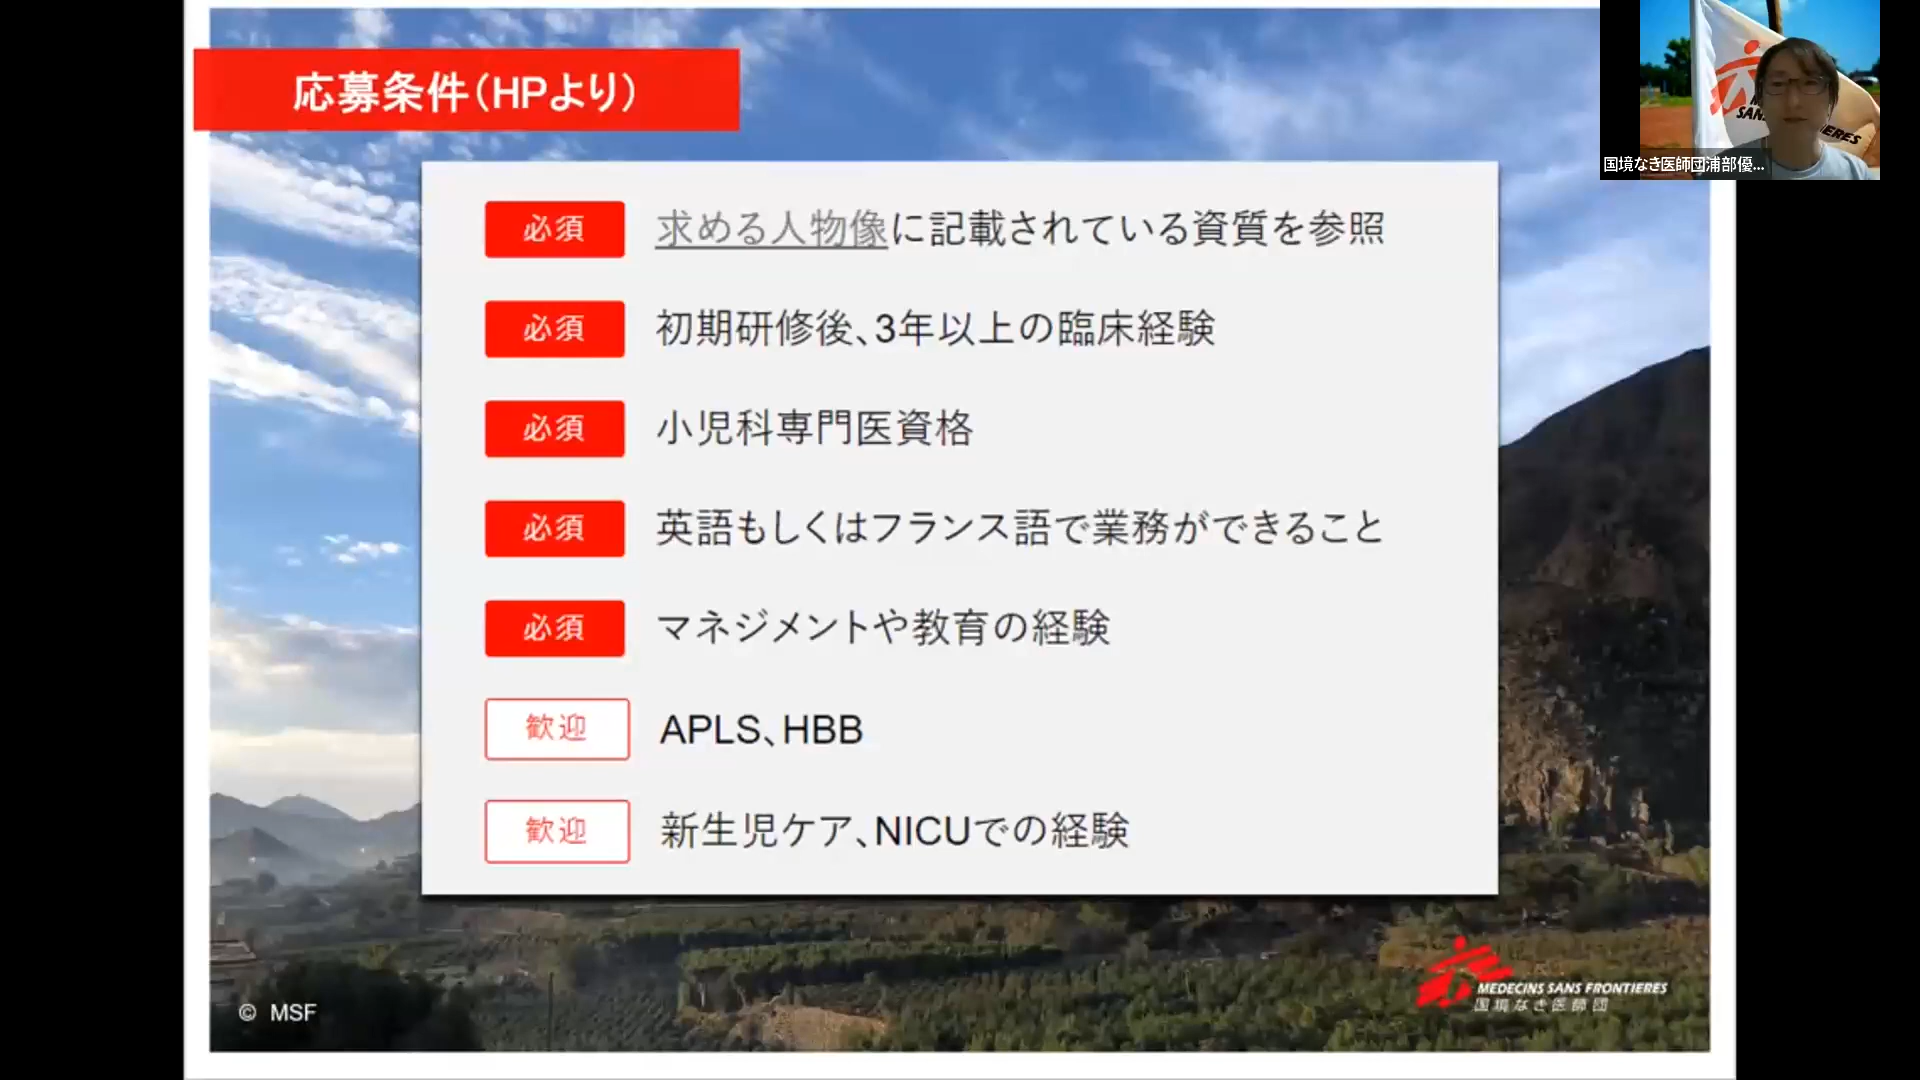 応募条件（HPより）
必須 求める人物像に記載されている資質を参照
必須 初期研修後、3年以上の臨床経験
必須 小児科専門医資格
必須 英語もしくはフランス語で業務ができること
必須 マネジメントや教育の経験
歓迎 APLS、HBB
歓迎 新生児ケア、NICUでの経験
© MSF
MEDECINS SANS FRONTIERES
国境なき医師団
国境なき医師団浦部優...